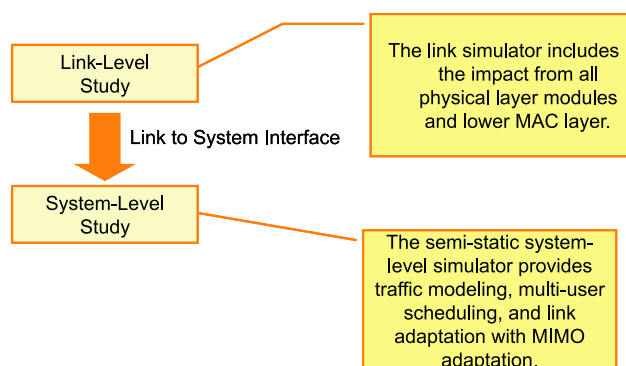 Link-Level
Study
The link simulator includes
the impact from all
physical layer modules
and lower MAC layer.
Link to System Interface
System-Level
Study
The semi-static system-
level simulator provides
traffic modeling, multi-user
scheduling, and link
adaptation with MIMO
adaptation.